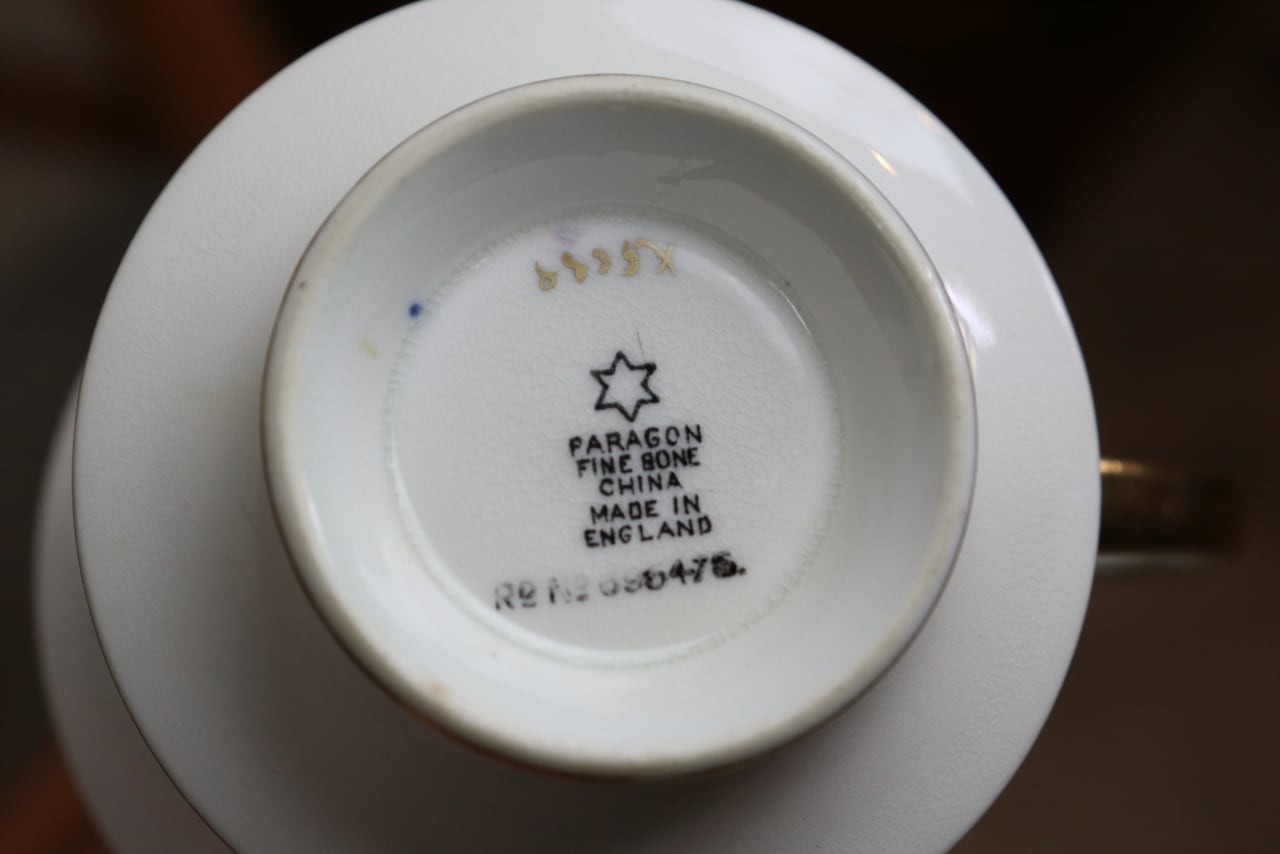 PARAGON
FINE BONE
CHINA
MADE IN
ENGLAND
Rᵈ Nº